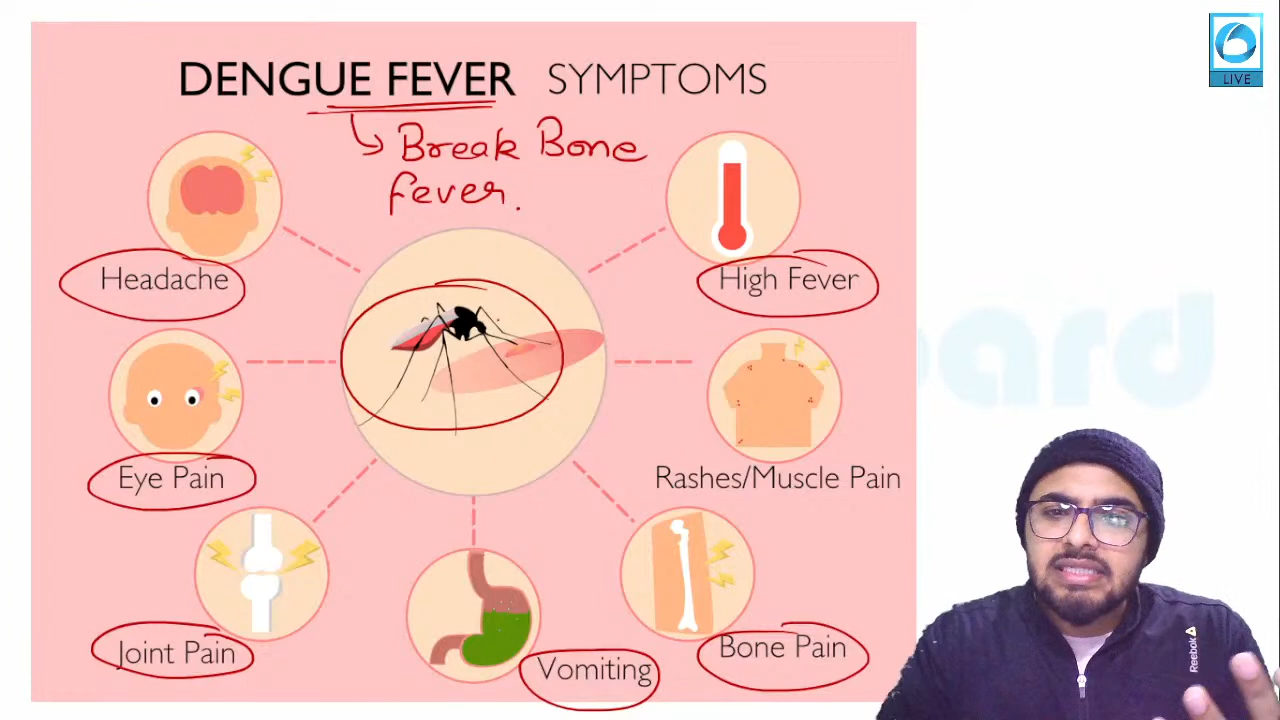 DENGUE FEVER SYMPTOMS
Break Bone
Fever.
Headache
High Fever
Eye Pain
Rashes/Muscle Pain
Joint Pain
Vomiting
Bone Pain
LIVE
Reebok